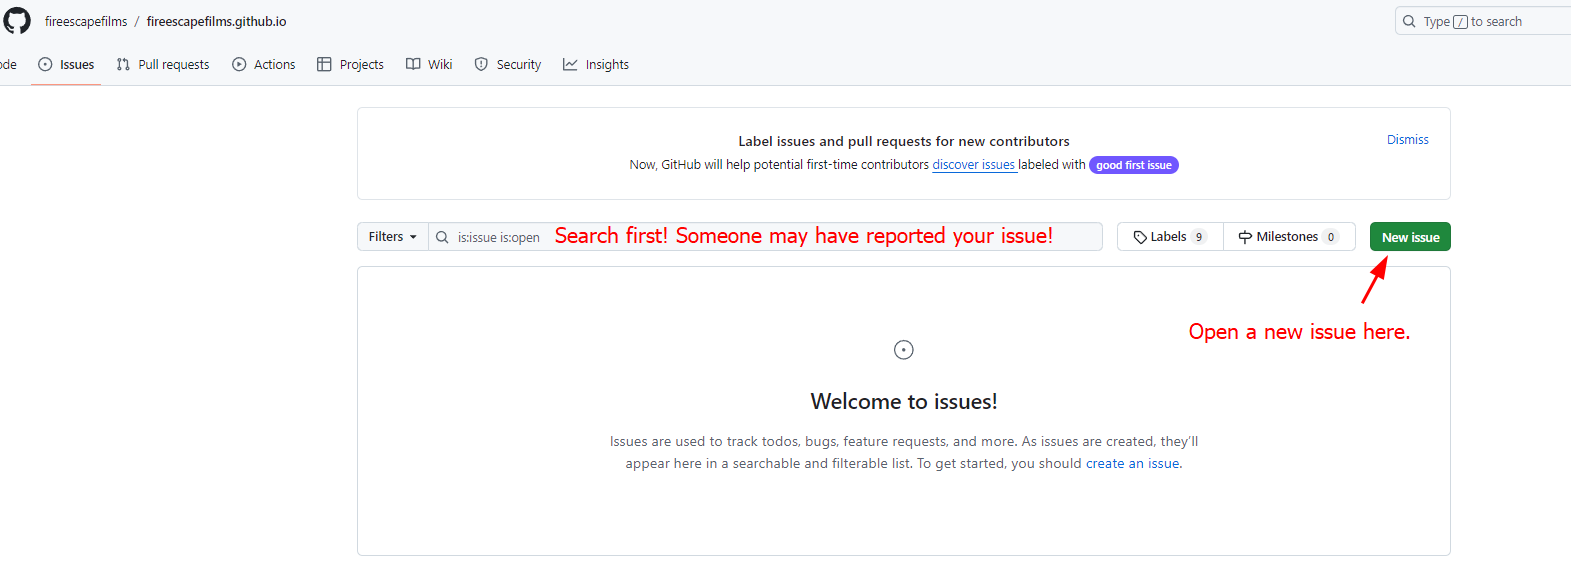 fireescapefilms / fireescapefilms.github.io
Type / to search
ode Issues Pull requests Actions Projects Wiki Security Insights
Label issues and pull requests for new contributors
Dismiss
Now, GitHub will help potential first-time contributors discover issues labeled with good first issue
Filters is:issue is:open Search first! Someone may have reported your issue! Labels 9 Milestones 0 New issue
Open a new issue here.
Welcome to issues!
Issues are used to track todos, bugs, feature requests, and more. As issues are created, they’ll
appear here in a searchable and filterable list. To get started, you should create an issue.